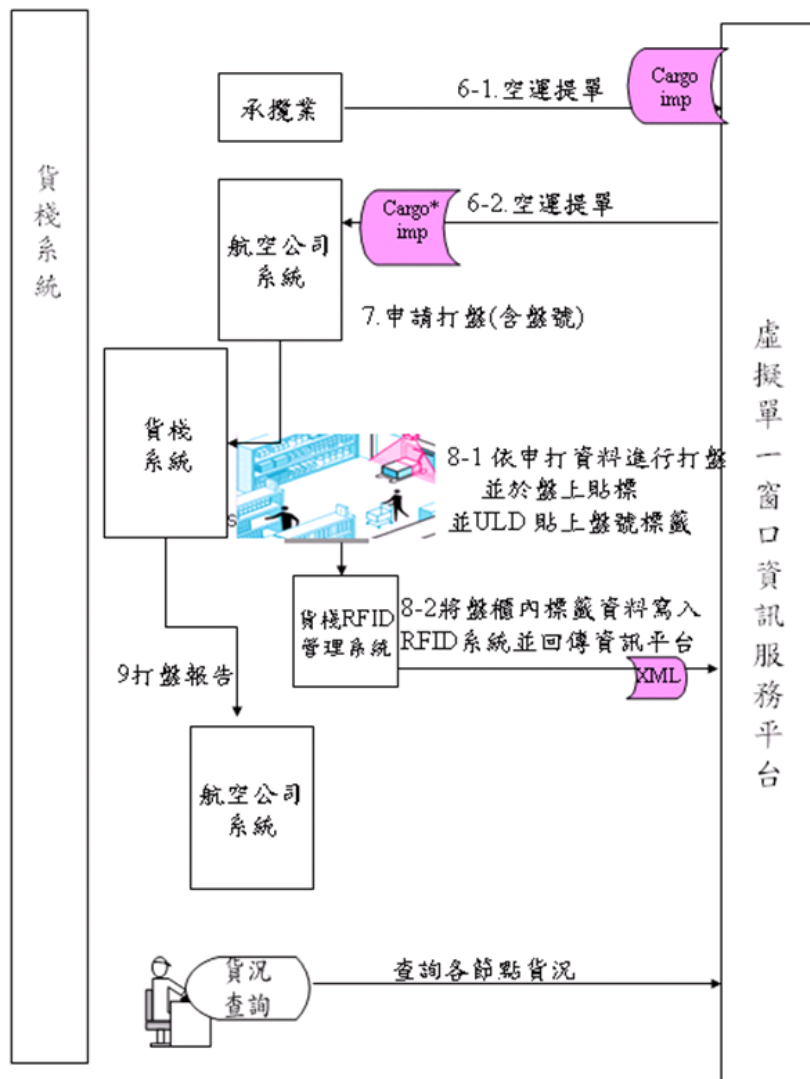 貨棧系統
虛擬單一窗口資訊服務平台
承攬業
6-1.空運提單
Cargo
imp
航空公司
系統
Cargo*
imp
6-2.空運提單
7.申請打盤(含盤號)
貨棧
系統
S
8-1 依申打資料進行打盤
並於盤上貼標
並ULD 貼上盤號標籤
貨棧RFID
管理系統
8-2將盤櫃內標籤資料寫入
RFID系統並回傳資訊平台
XML
9打盤報告
航空公司
系統
貨況
查詢
查詢各節點貨況